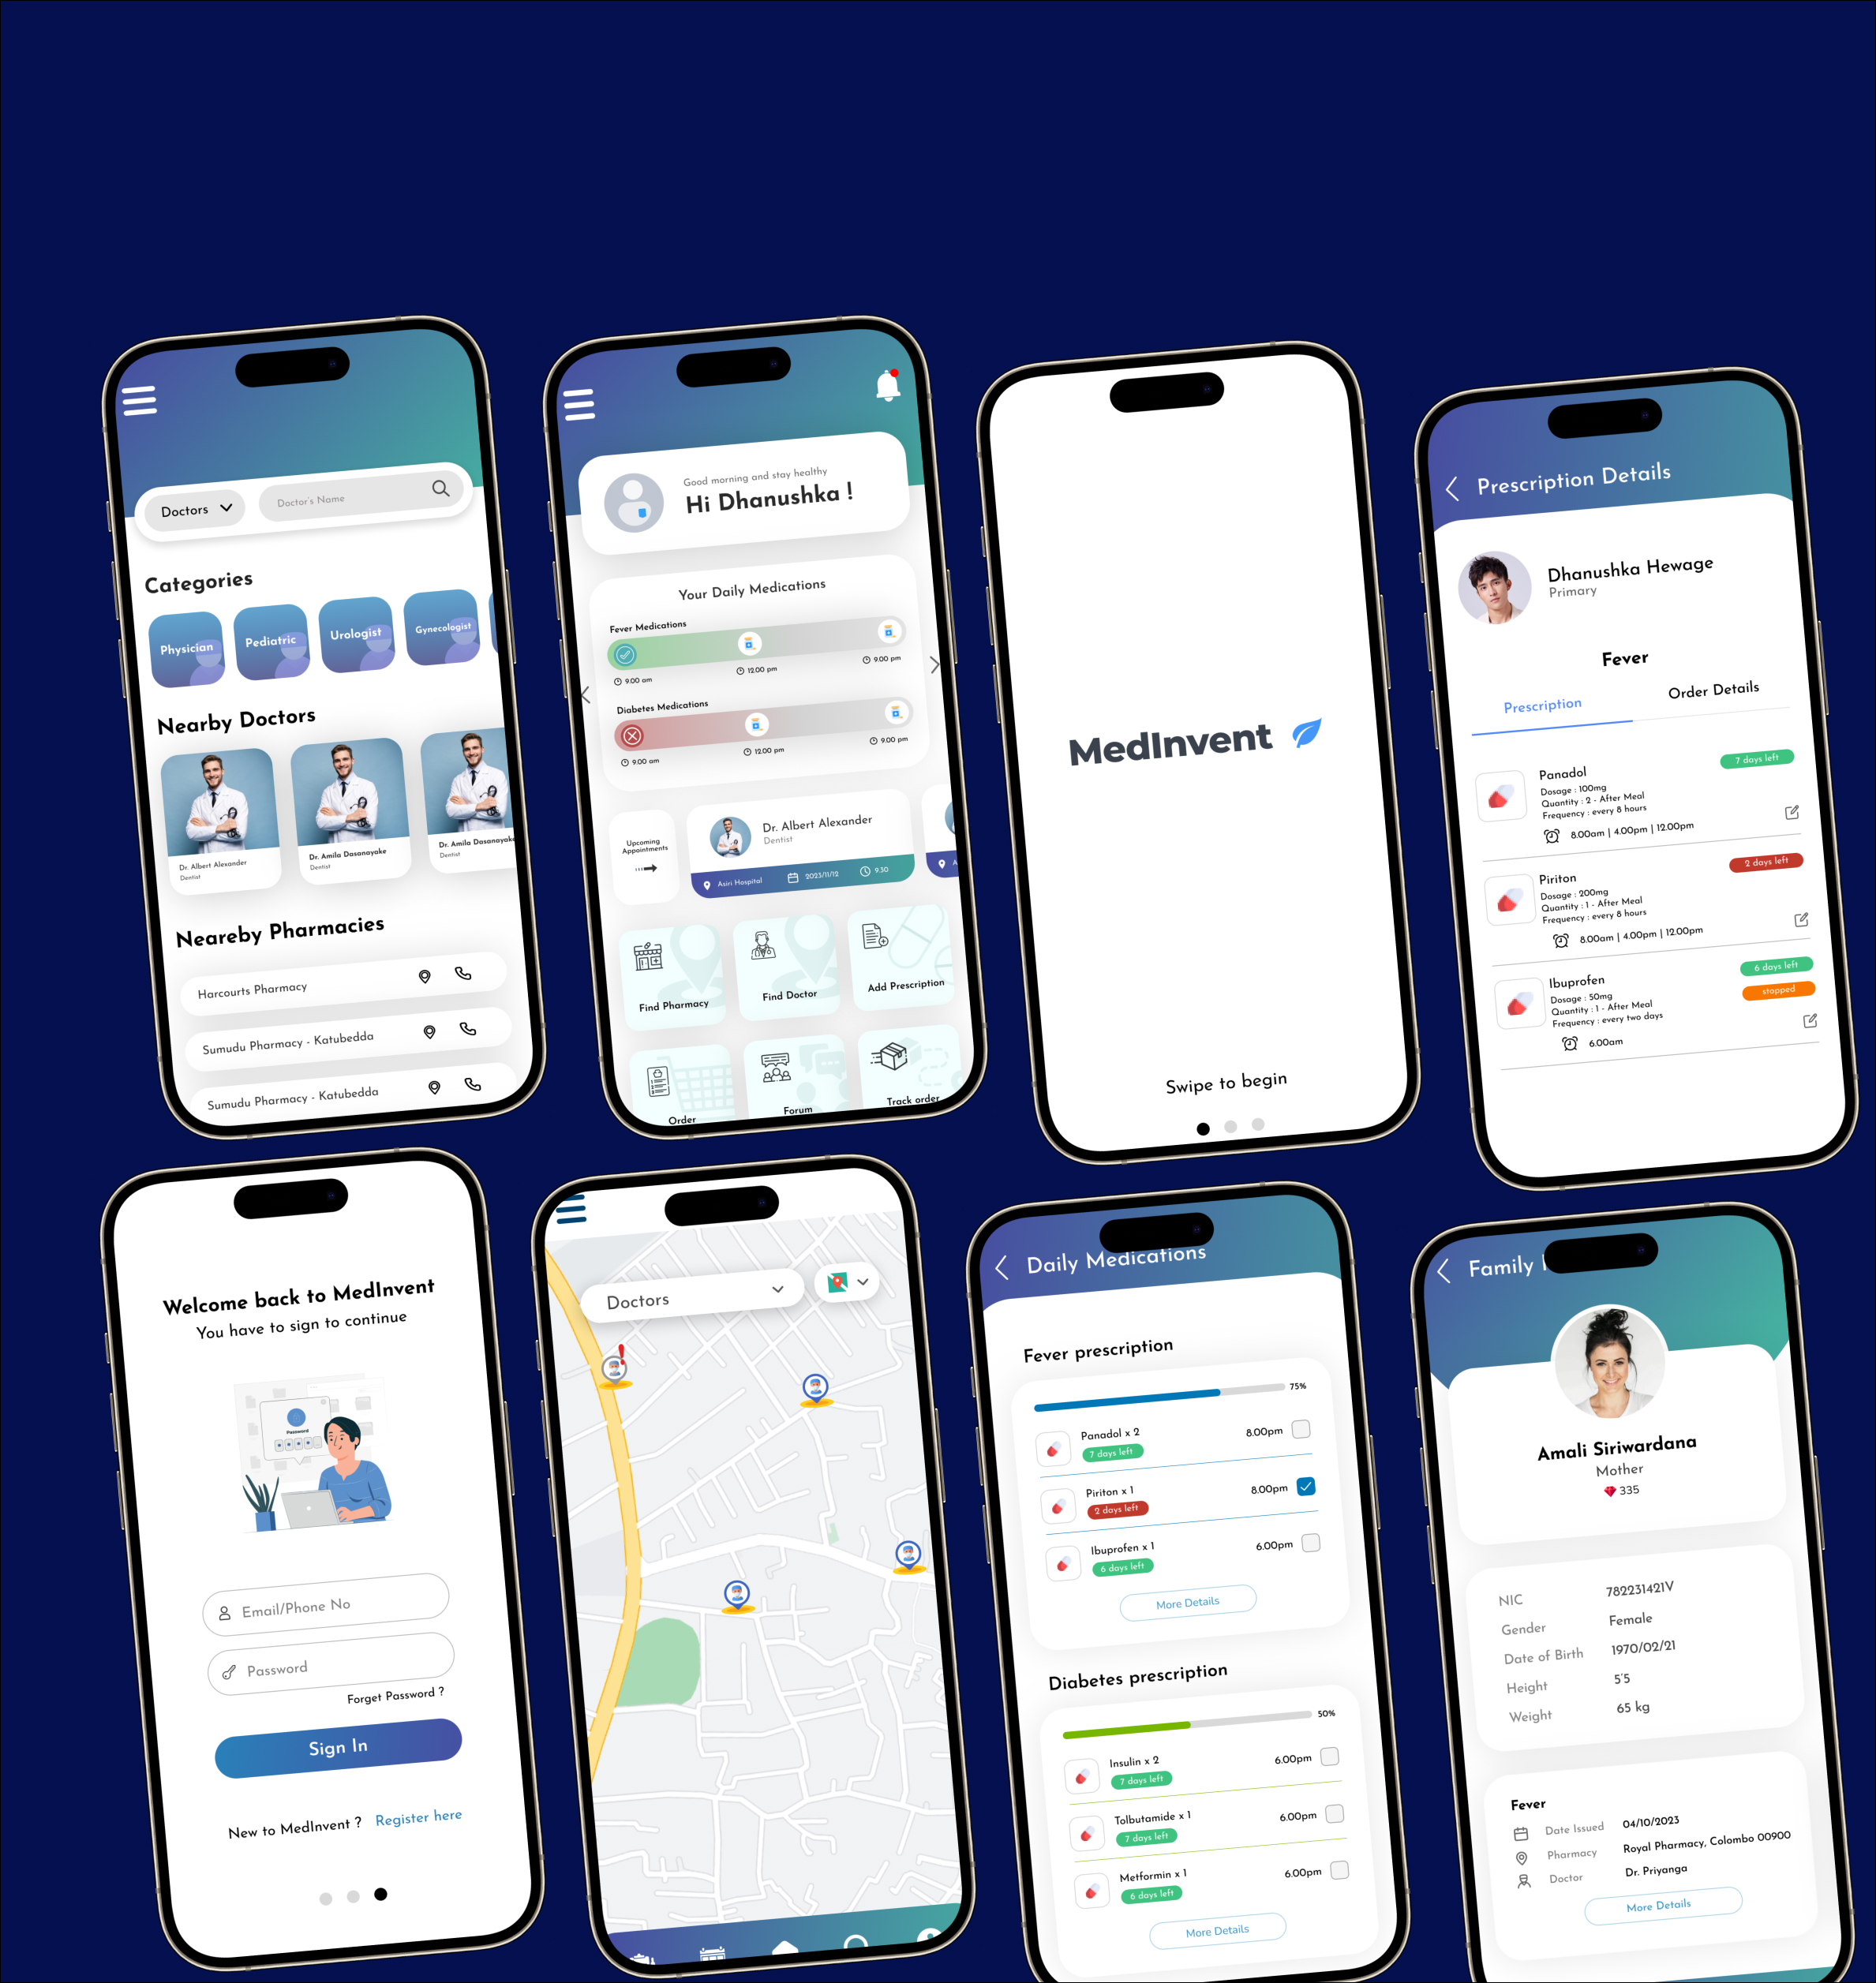 Doctors
Doctor's Name
Categories
Physician
Pediatric
Urologist
Gynecologist
Nearby Doctors
Dr. Albert Alexander
Dentist
Dr. Amila Dasanayake
Dentist
Dr. Amila Dasanayake
Dentist
Neareby Pharmacies
Harcourts Pharmacy
Sumudu Pharmacy - Katubedda
Sumudu Pharmacy - Katubedda
Good morning and stay healthy
Hi Dhanushka !
Your Daily Medications
Fever Medications
9.00 am
12.00 pm
9.00 pm
Diabetes Medications
9.00 am
12.00 pm
9.00 pm
Upcoming
Appointments
Dr. Albert Alexander
Dentist
Asiri Hospital
2023/11/12
9.30
A
Find Pharmacy
Find Doctor
Add Prescription
Order
Forum
Track order
MedInvent
Swipe to begin
Prescription Details
Dhanushka Hewage
Primary
Fever
Prescription
Order Details
Panadol
7 days left
Dosage : 100mg
Quantity : 2 - After Meal
Frequency : every 8 hours
8.00am | 4.00pm | 12.00pm
Piriton
2 days left
Dosage : 200mg
Quantity : 1 - After Meal
Frequency : every 8 hours
8.00am | 4.00pm | 12.00pm
Ibuprofen
6 days left
stopped
Dosage : 50mg
Quantity : 1 - After Meal
Frequency : every two days
6.00am
Welcome back to MedInvent
You have to sign to continue
Password
Email/Phone No
Password
Forget Password ?
Sign In
New to MedInvent ? Register here
Doctors
Daily Medications
Fever prescription
75%
Panadol x 2
7 days left
8.00pm
Piriton x 1
2 days left
8.00pm
Ibuprofen x 1
6 days left
6.00pm
More Details
Diabetes prescription
50%
Insulin x 2
7 days left
6.00pm
Tolbutamide x 1
7 days left
6.00pm
Metformin x 1
6 days left
6.00pm
More Details
Family
Amali Siriwardana
Mother
335
NIC 782231421V
Gender Female
Date of Birth 1970/02/21
Height 5'5
Weight 65 kg
Fever
Date Issued 04/10/2023
Pharmacy Royal Pharmacy, Colombo 00900
Doctor Dr. Priyanga
More Details